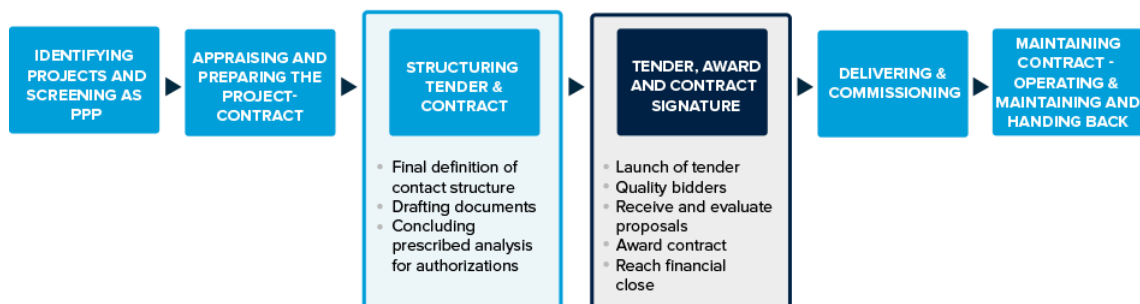 IDENTIFYING
PROJECTS AND
SCREENING AS
PPP
APPRAISING AND
PREPARING THE
PROJECT-
CONTRACT
STRUCTURING
TENDER &
CONTRACT
• Final definition of
contact structure
• Drafting documents
• Concluding
prescribed analysis
for authorizations
TENDER, AWARD
AND CONTRACT
SIGNATURE
• Launch of tender
• Quality bidders
• Receive and evaluate
proposals
• Award contract
• Reach financial
close
DELIVERING &
COMMISSIONING
MAINTAINING
CONTRACT -
OPERATING &
MAINTAINING AND
HANDING BACK